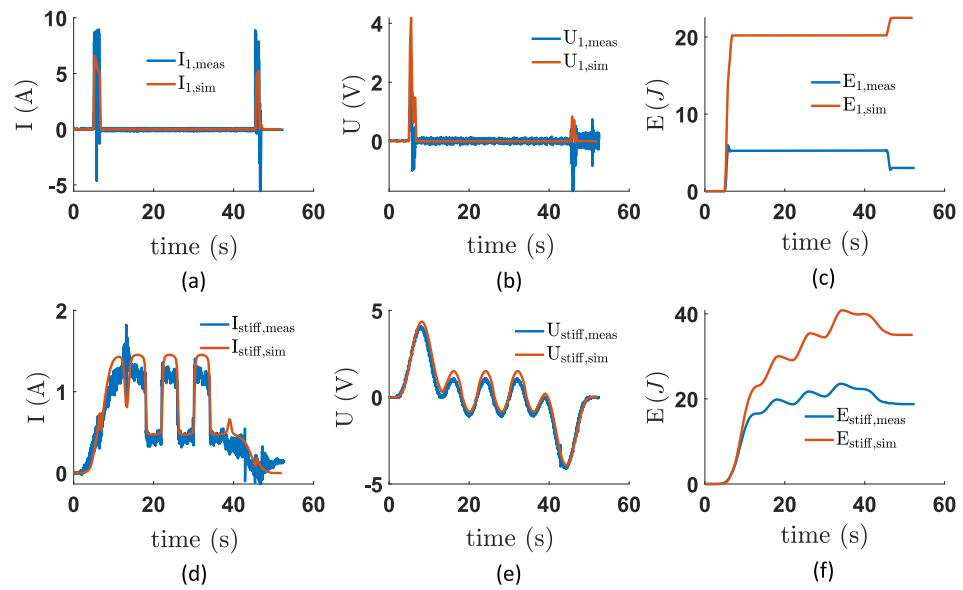 I (A)
10
5
0
-5
0 20 40 60
I1,meas
I1,sim
time (s)
(a)
U (V)
4
2
0
0 20 40 60
U1,meas
U1,sim
time (s)
(b)
E (J)
20
10
0
0 20 40 60
E1,meas
E1,sim
time (s)
(c)
I (A)
2
1
0
0 20 40 60
Istiff,meas
Istiff,sim
time (s)
(d)
U (V)
5
0
-5
0 20 40 60
Ustiff,meas
Ustiff,sim
time (s)
(e)
E (J)
40
20
0
0 20 40 60
Estiff,meas
Estiff,sim
time (s)
(f)